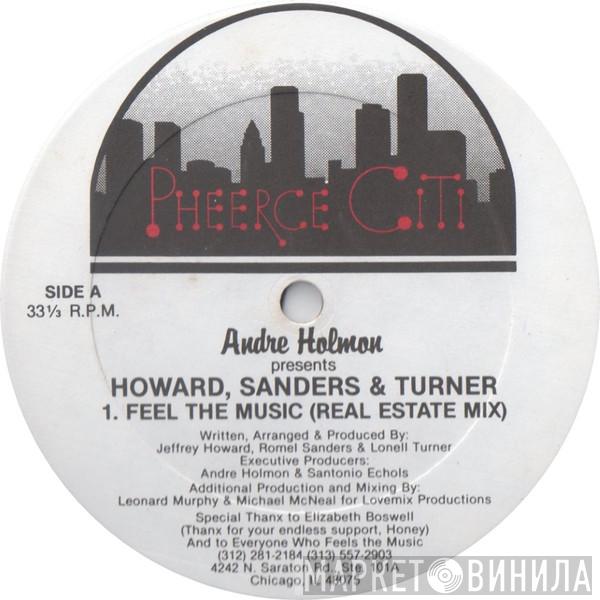 PHEERCE CITI
SIDE A
33⅓ R.P.M.
Andre Holmon
presents
HOWARD, SANDERS & TURNER
1. FEEL THE MUSIC (REAL ESTATE MIX)
Written, Arranged & Produced By:
Jeffrey Howard, Romel Sanders & Lonell Turner
Executive Producers:
Andre Holmon & Santonio Echols
Additional Production and Mixing By:
Leonard Murphy & Michael McNeal for Lovemix Productions
Special Thanx to Elizabeth Boswell
(Thanx for your endless support, Honey)
And to Everyone Who Feels the Music
(312) 281-2184 (313) 557-2903
4242 N. Saraton Rd., Ste. 101A
Chicago, IL 48075
МАРКЕТ ВИНИЛА